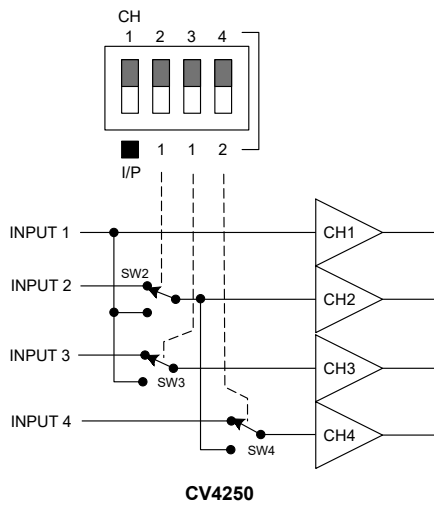 CH
1 2 3 4
1 1 2
I/P
INPUT 1
CH1
SW2
INPUT 2
CH2
INPUT 3
CH3
SW3
INPUT 4
CH4
SW4
CV4250